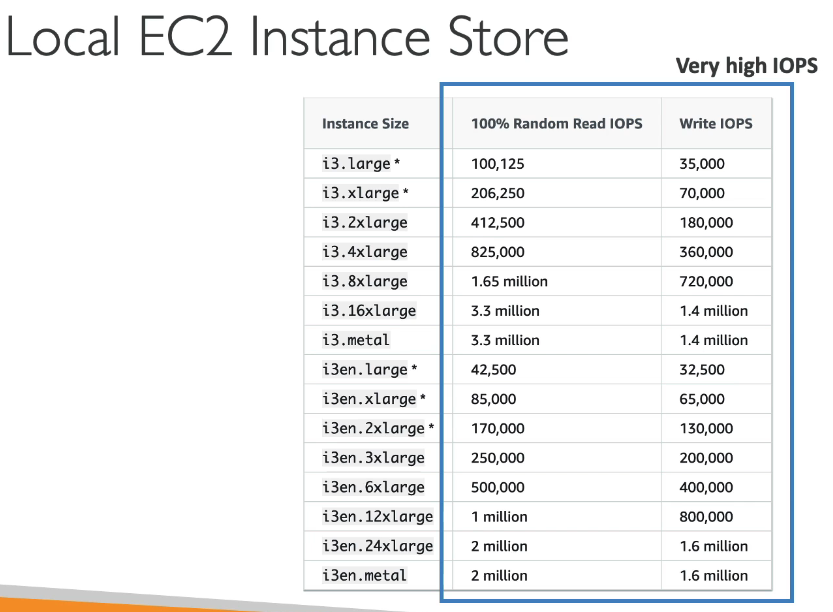 Local EC2 Instance Store
Very high IOPS
Instance Size 100% Random Read IOPS Write IOPS
i3.large * 100,125 35,000
i3.xlarge * 206,250 70,000
i3.2xlarge 412,500 180,000
i3.4xlarge 825,000 360,000
i3.8xlarge 1.65 million 720,000
i3.16xlarge 3.3 million 1.4 million
i3.metal 3.3 million 1.4 million
i3en.large * 42,500 32,500
i3en.xlarge * 85,000 65,000
i3en.2xlarge * 170,000 130,000
i3en.3xlarge 250,000 200,000
i3en.6xlarge 500,000 400,000
i3en.12xlarge 1 million 800,000
i3en.24xlarge 2 million 1.6 million
i3en.metal 2 million 1.6 million